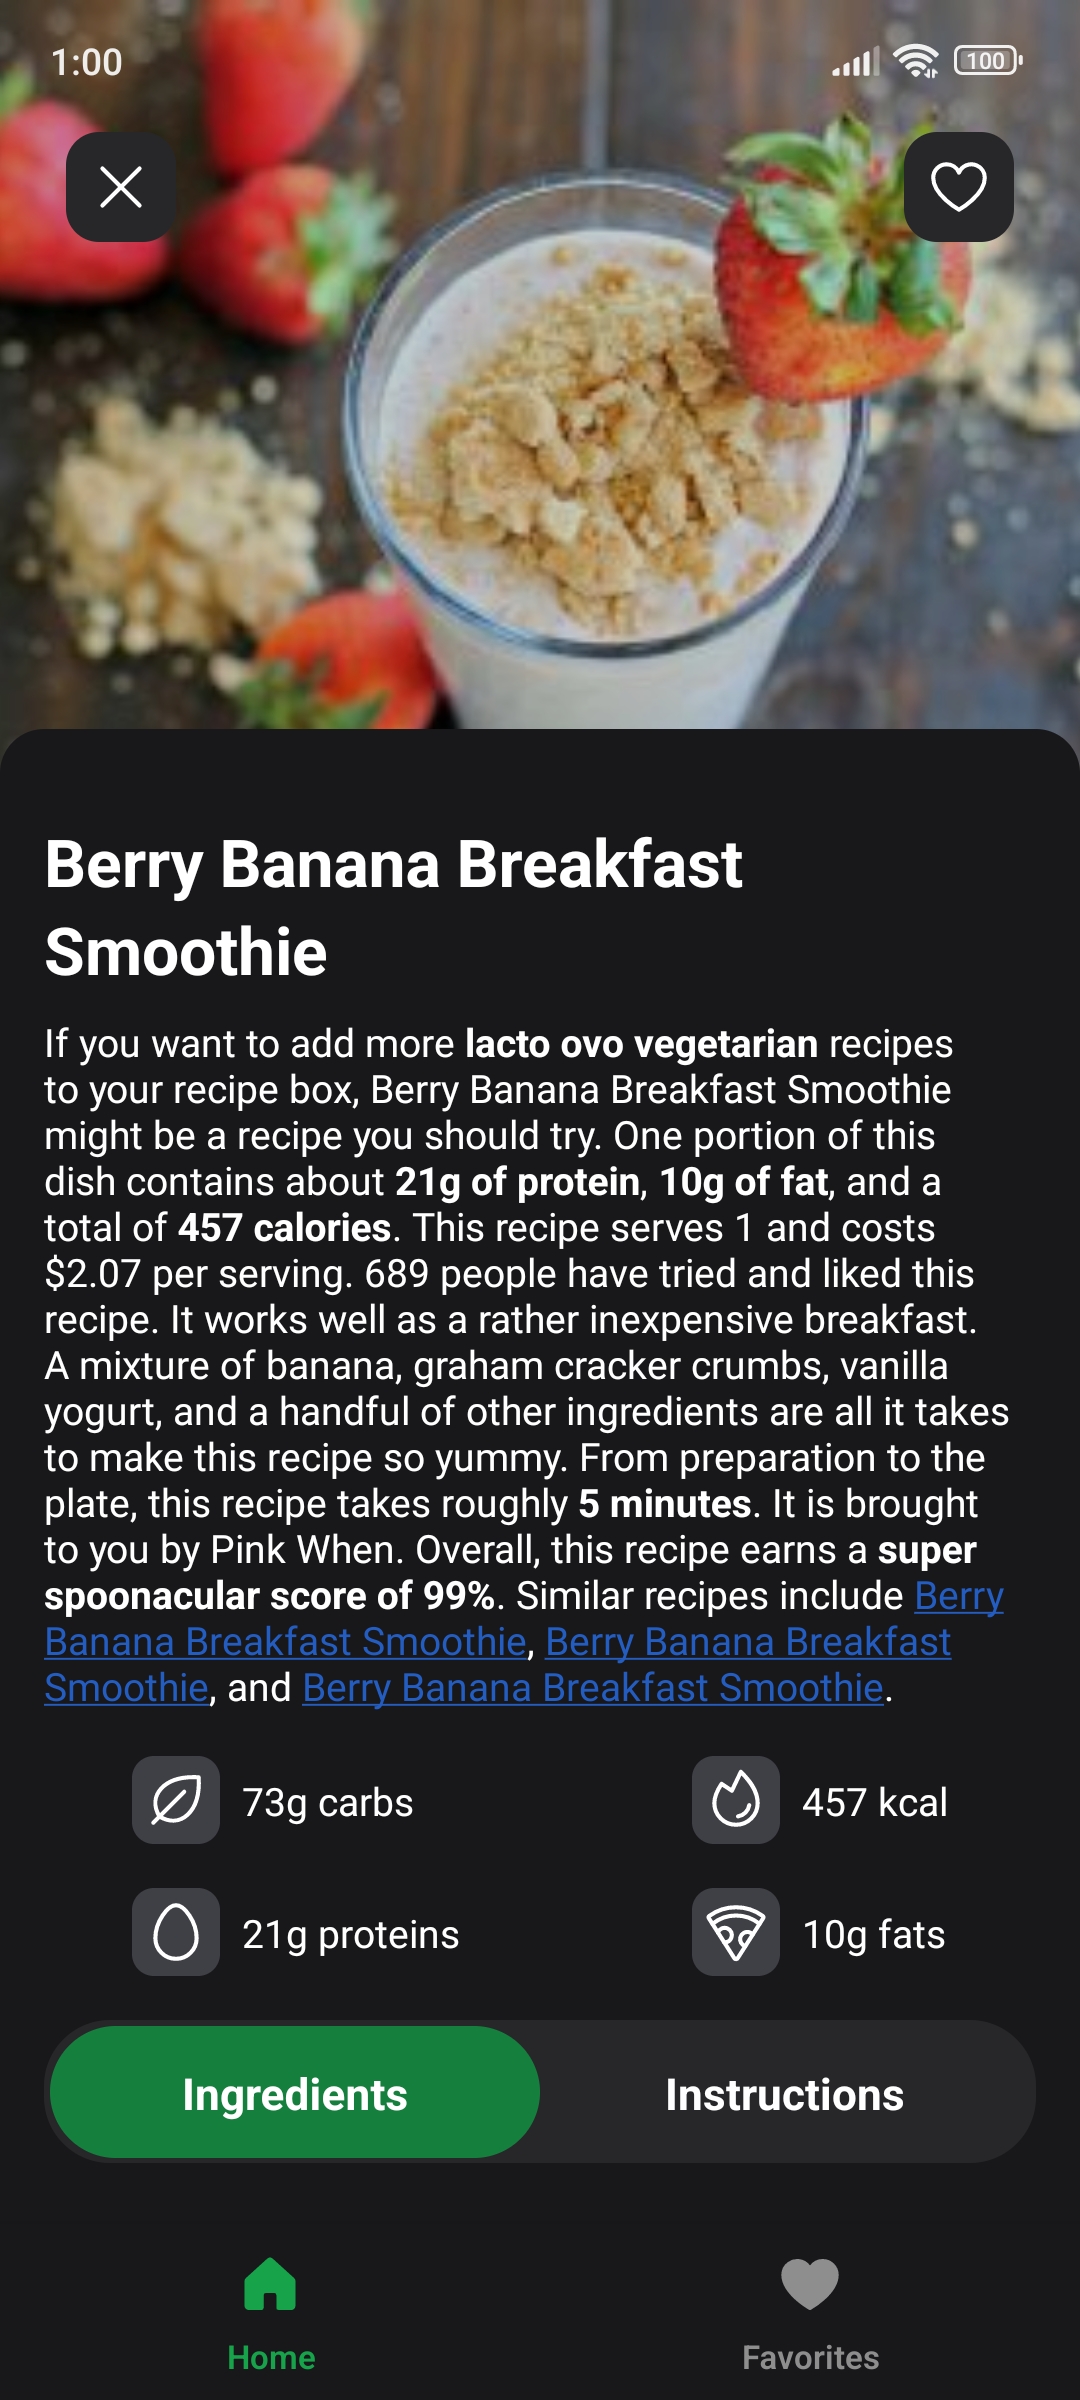 1:00
100
Berry Banana Breakfast
Smoothie
If you want to add more lacto ovo vegetarian recipes
to your recipe box, Berry Banana Breakfast Smoothie
might be a recipe you should try. One portion of this
dish contains about 21g of protein, 10g of fat, and a
total of 457 calories. This recipe serves 1 and costs
$2.07 per serving. 689 people have tried and liked this
recipe. It works well as a rather inexpensive breakfast.
A mixture of banana, graham cracker crumbs, vanilla
yogurt, and a handful of other ingredients are all it takes
to make this recipe so yummy. From preparation to the
plate, this recipe takes roughly 5 minutes. It is brought
to you by Pink When. Overall, this recipe earns a super
spoonacular score of 99%. Similar recipes include Berry
Banana Breakfast Smoothie, Berry Banana Breakfast
Smoothie, and Berry Banana Breakfast Smoothie.
73g carbs
457 kcal
21g proteins
10g fats
Ingredients
Instructions
Home
Favorites